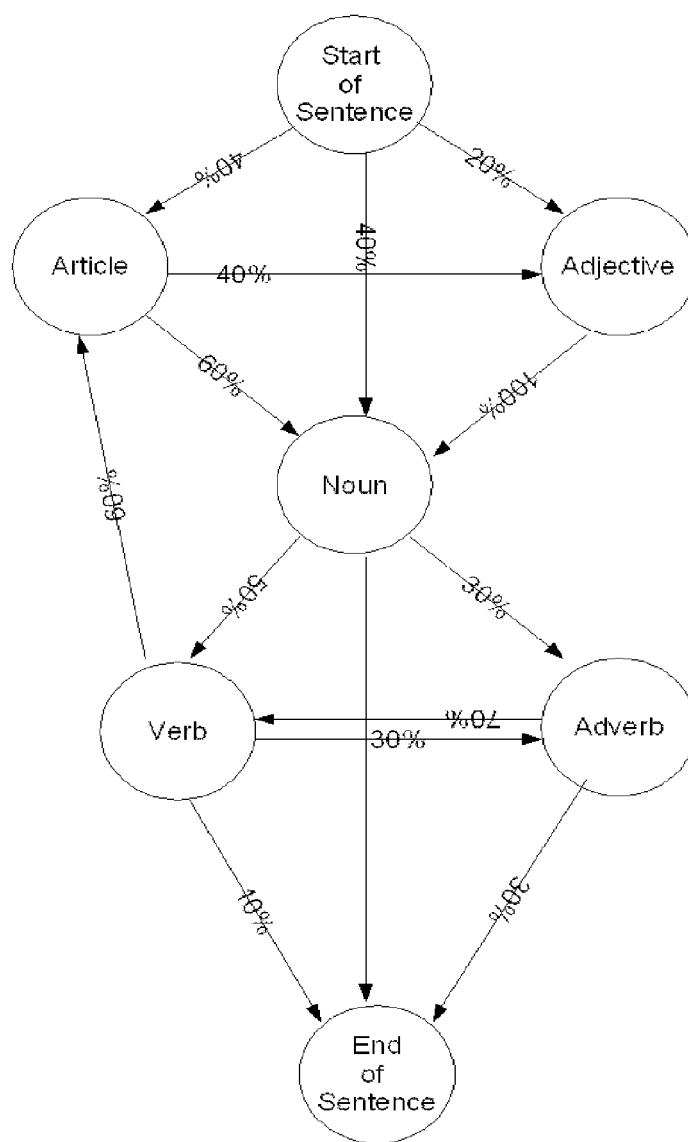 Start
of
Sentence
40%
20%
40%
Article
Adjective
40%
60%
100%
Noun
60%
50%
30%
Verb
Adverb
70%
30%
10%
30%
End
of
Sentence